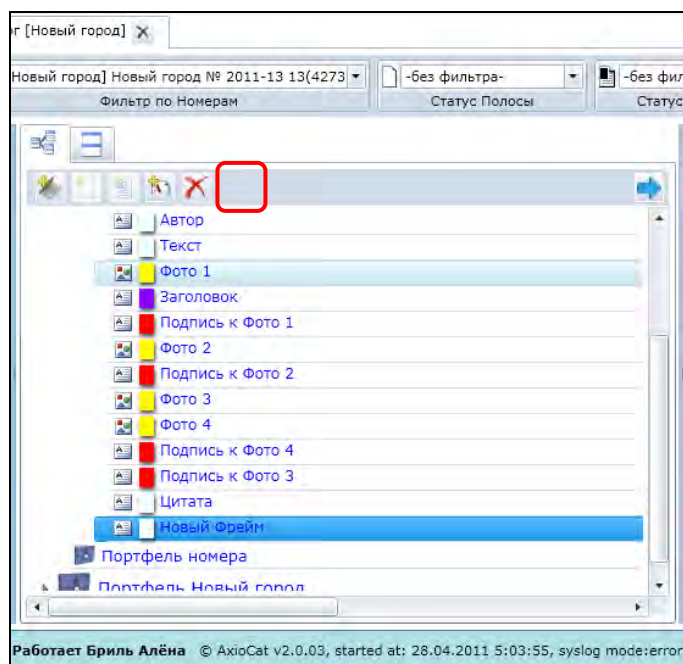 г [Новый город]
Новый город] Новый город № 2011-13 13(4273
-без фильтра-
-без фил
Фильтр по Номерам
Статус Полосы
Статус
Автор
Текст
Фото 1
Заголовок
Подпись к Фото 1
Фото 2
Подпись к Фото 2
Фото 3
Фото 4
Подпись к Фото 4
Подпись к Фото 3
Цитата
Новый Фрейм
Портфель номера
Портфель Новый город
Работает Бриль Алёна © AxioCat v2.0.03, started at: 28.04.2011 5:03:55, syslog mode:error